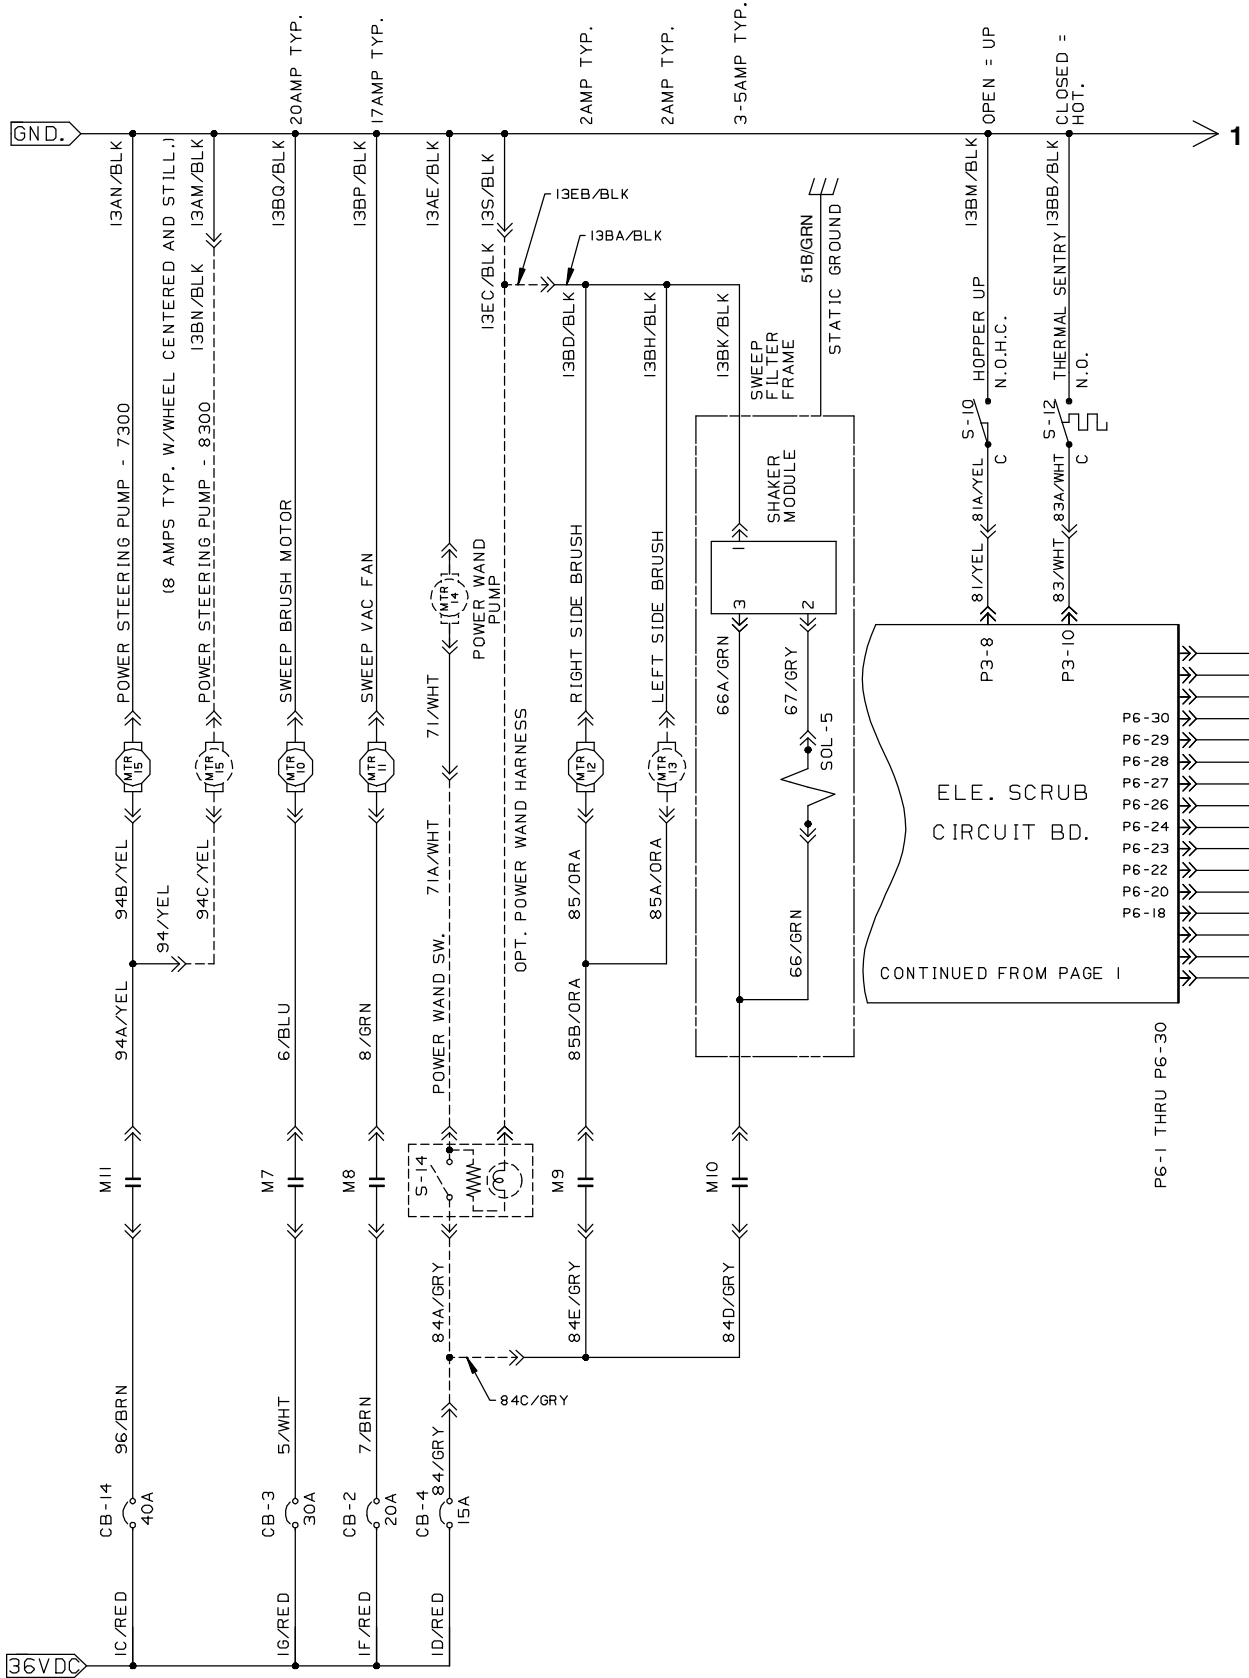 GND.
36VDC
1
1C/RED
CB-14
40A
96/BRN
M11
94A/YEL
94/YEL
94B/YEL
MTR
15
POWER STEERING PUMP - 7300
13AN/BLK
(8 AMPS TYP. W/WHEEL CENTERED AND STILL.)
94C/YEL
MTR
15
POWER STEERING PUMP - 8300
13BN/BLK
13AM/BLK
1G/RED
CB-3
30A
5/WHT
M7
6/BLU
MTR
10
SWEEP BRUSH MOTOR
13BQ/BLK
20AMP TYP.
1F/RED
CB-2
20A
7/BRN
M8
8/GRN
MTR
11
SWEEP VAC FAN
13BP/BLK
17AMP TYP.
1D/RED
CB-4
15A
84/GRY
84A/GRY
84C/GRY
S-14
POWER WAND SW.
71A/WHT
71/WHT
MTR
14
POWER WAND
PUMP
13AE/BLK
OPT. POWER WAND HARNESS
13EC/BLK
13S/BLK
13EB/BLK
13BA/BLK
84E/GRY
M9
85B/ORA
85/ORA
MTR
12
RIGHT SIDE BRUSH
13BD/BLK
2AMP TYP.
85A/ORA
MTR
13
LEFT SIDE BRUSH
13BH/BLK
2AMP TYP.
84D/GRY
M10
66/GRN
66A/GRN
67/GRY
SOL-5
3
2
1
SHAKER
MODULE
13BK/BLK
3-5AMP TYP.
SWEEP
FILTER
FRAME
51B/GRN
STATIC GROUND
P3-8
81/YEL
81A/YEL
S-10
C
HOPPER UP
N.O.H.C.
13BM/BLK
OPEN = UP
P3-10
83/WHT
83A/WHT
S-12
C
THERMAL SENTRY
N.O.
13BB/BLK
CLOSED =
HOT.
ELE. SCRUB
CIRCUIT BD.
CONTINUED FROM PAGE 1
P6-30
P6-29
P6-28
P6-27
P6-26
P6-24
P6-23
P6-22
P6-20
P6-18
P6-1 THRU P6-30